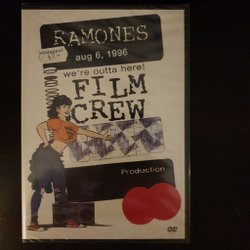 RAMONES
aug 6, 1996
we're outta here!
FILM
CREW
Production
DVD